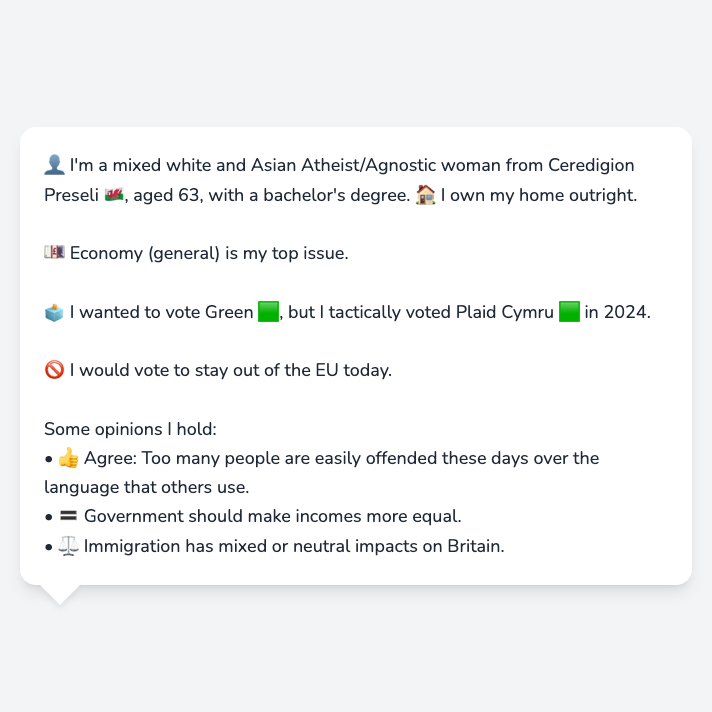 👤 I'm a mixed white and Asian Atheist/Agnostic woman from Ceredigion
Preseli 🏴󠁧󠁢󠁷󠁬󠁳󠁿, aged 63, with a bachelor's degree. 🏠 I own my home outright.
💷 Economy (general) is my top issue.
🗳️ I wanted to vote Green 🟩, but I tactically voted Plaid Cymru 🟩 in 2024.
🚫 I would vote to stay out of the EU today.
Some opinions I hold:
• 👍 Agree: Too many people are easily offended these days over the
language that others use.
• 🟰 Government should make incomes more equal.
• ⚖️ Immigration has mixed or neutral impacts on Britain.